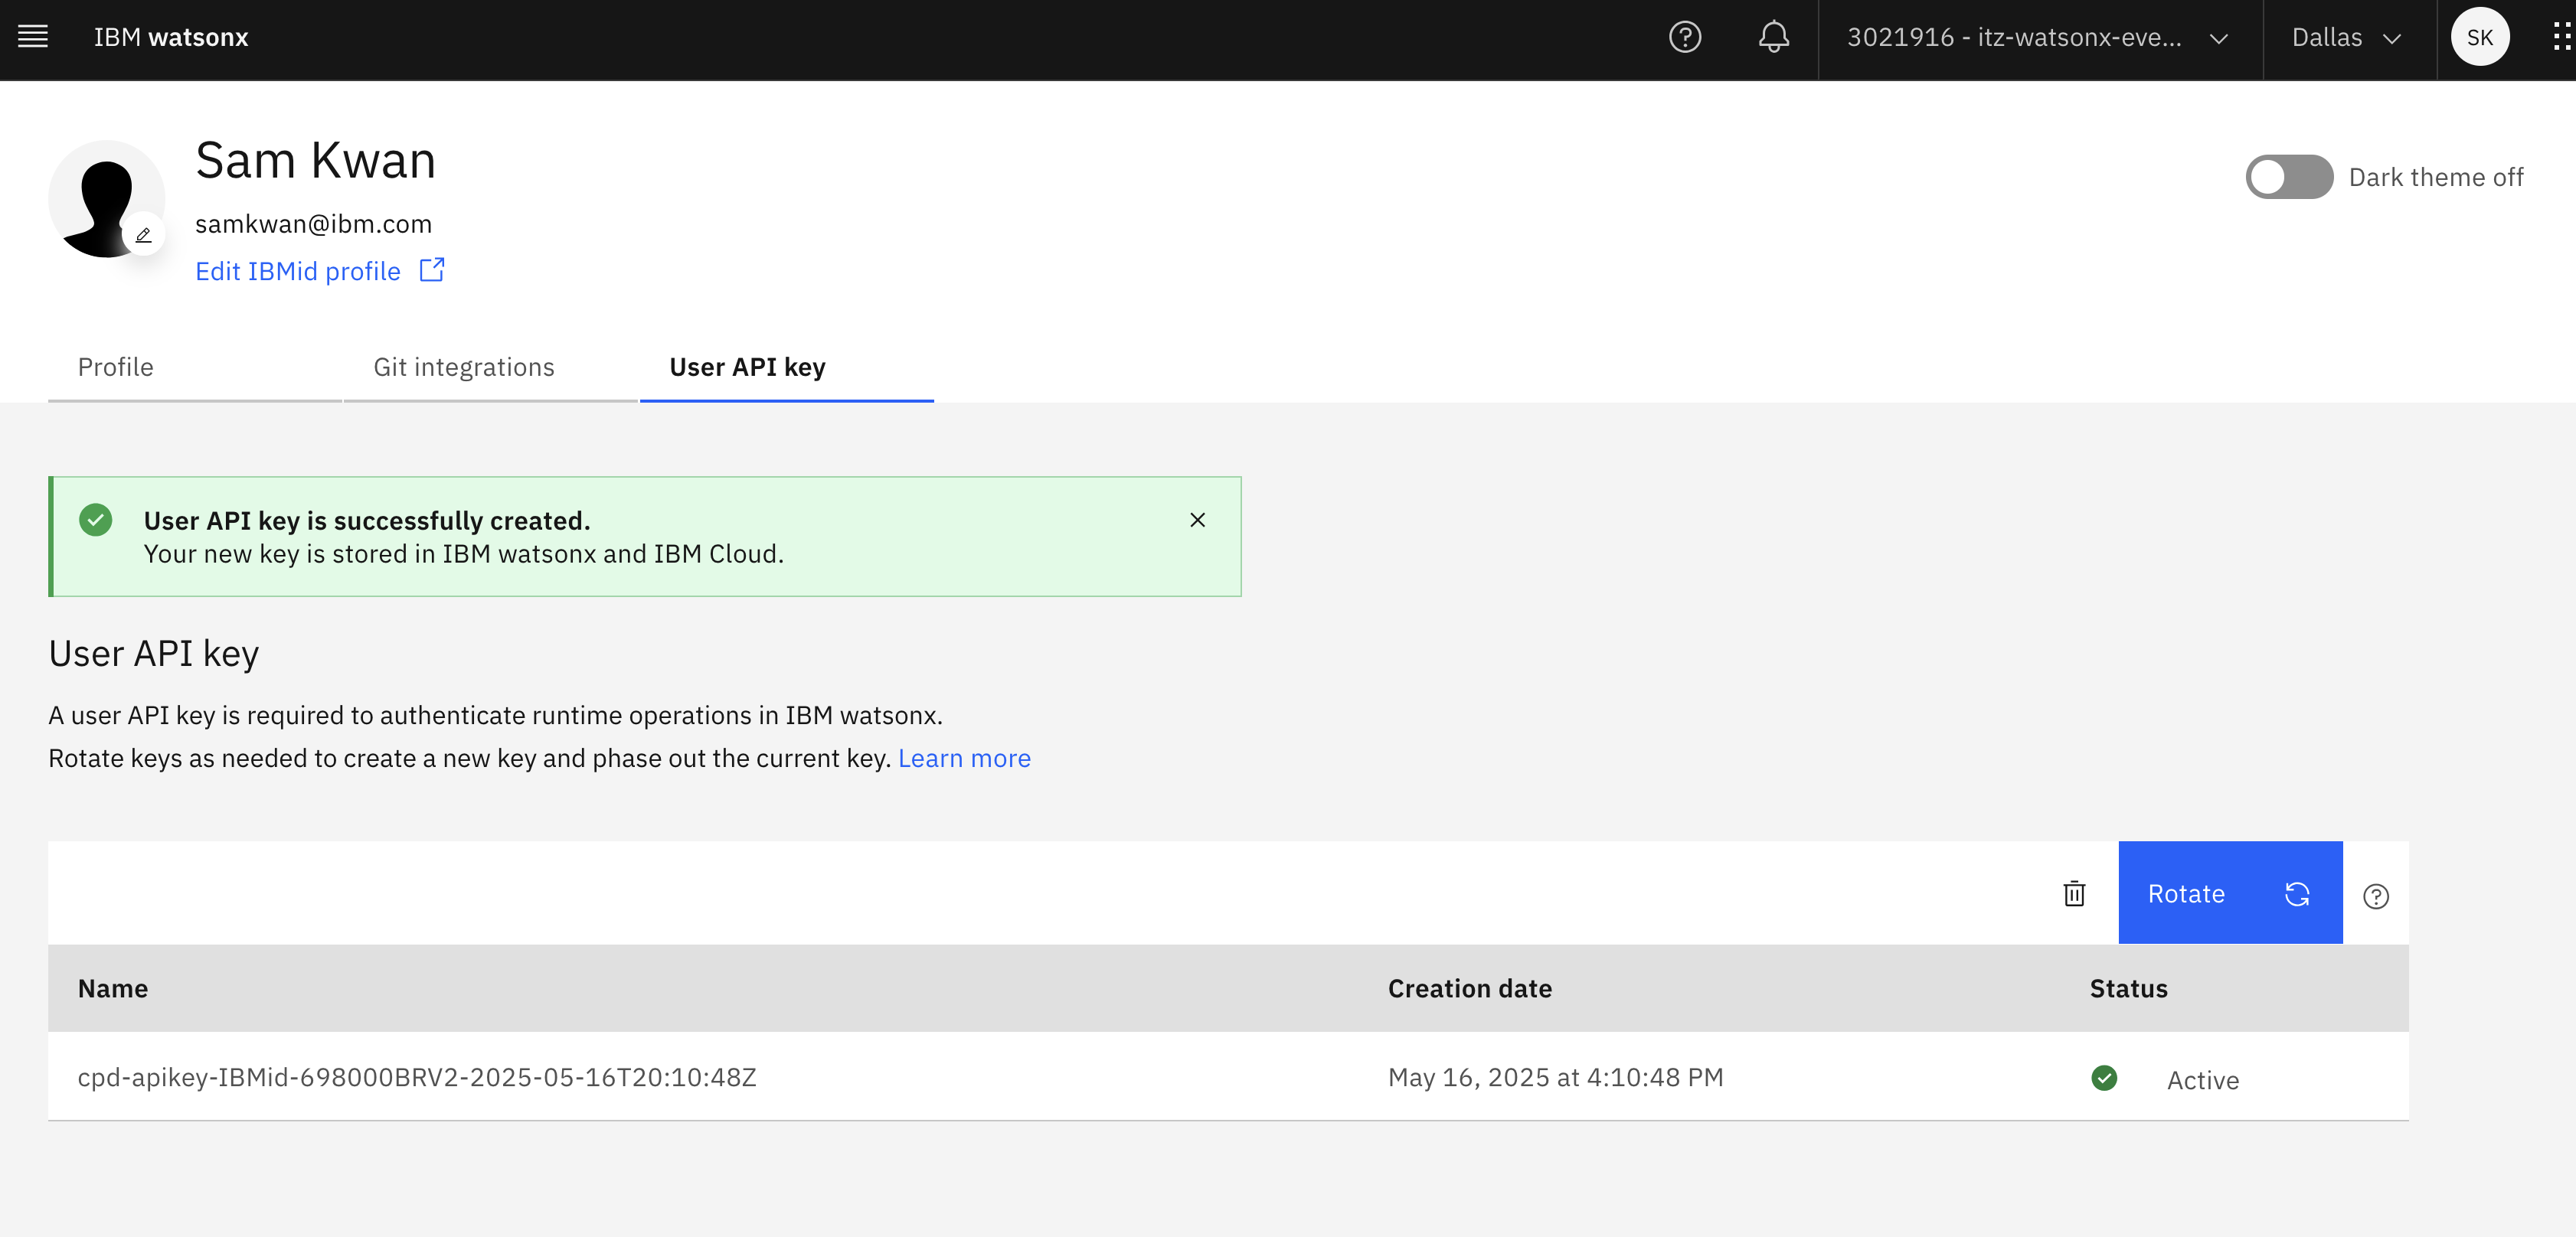 IBM watsonx
3021916 - itz-watsonx-eve...
Dallas
SK
Sam Kwan
samkwan@ibm.com
Edit IBMid profile
Dark theme off
Profile
Git integrations
User API key
User API key is successfully created.
Your new key is stored in IBM watsonx and IBM Cloud.
User API key
A user API key is required to authenticate runtime operations in IBM watsonx.
Rotate keys as needed to create a new key and phase out the current key. Learn more
Rotate
Name
Creation date
Status
cpd-apikey-IBMid-698000BRV2-2025-05-16T20:10:48Z
May 16, 2025 at 4:10:48 PM
Active